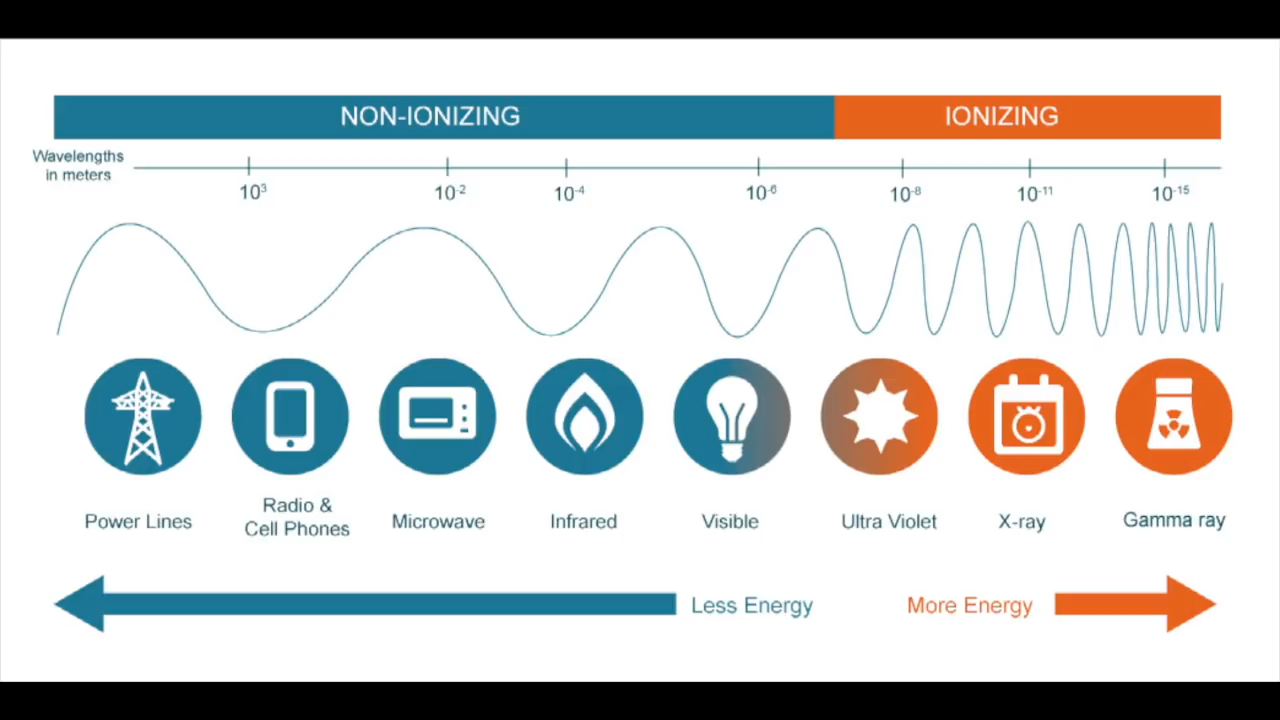 NON-IONIZING
IONIZING
Wavelengths
in meters
10³
10⁻²
10⁻⁴
10⁻⁶
10⁻⁸
10⁻¹¹
10⁻¹⁵
Power Lines
Radio &
Cell Phones
Microwave
Infrared
Visible
Ultra Violet
X-ray
Gamma ray
Less Energy
More Energy